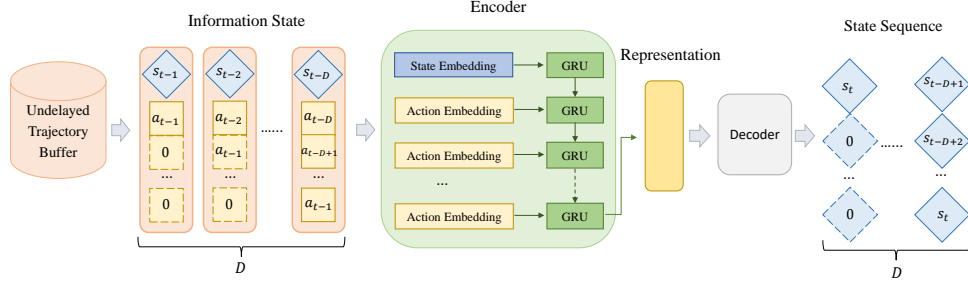 Encoder
Information State
State Sequence
Representation
Undelayed
Trajectory
Buffer
s_{t-1}
a_{t-1}
0
...
0
s_{t-2}
a_{t-2}
a_{t-1}
...
0
......
s_{t-D}
a_{t-D}
a_{t-D+1}
...
a_{t-1}
D
State Embedding
GRU
Action Embedding
GRU
Action Embedding
GRU
...
Action Embedding
GRU
Decoder
s_t
0
...
0
......
s_{t-D+1}
s_{t-D+2}
...
s_t
D